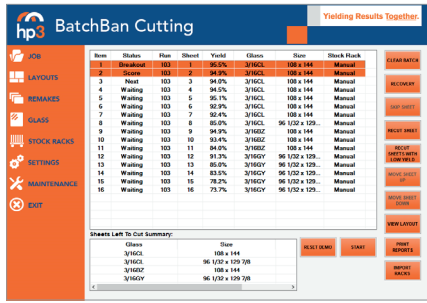 hp3 BatchBan Cutting
Yielding Results Together.
JOB
LAYOUTS
REMAKES
GLASS
STOCK RACKS
SETTINGS
MAINTENANCE
EXIT
Item Status Run Sheet Yield Glass Size Stock Rack
1 Breakout 103 1 95.5% 3/16CL 108 x 144 Manual
2 Score 103 2 94.9% 3/16CL 108 x 144 Manual
3 Next 103 3 94.0% 3/16CL 108 x 144 Manual
4 Waiting 103 4 94.5% 3/16CL 108 x 144 Manual
5 Waiting 103 5 95.1% 3/16CL 108 x 144 Manual
6 Waiting 103 6 92.9% 3/16CL 108 x 144 Manual
7 Waiting 103 7 92.4% 3/16CL 108 x 144 Manual
8 Waiting 103 8 85.0% 3/16CL 96 1/32 x 129... Manual
9 Waiting 103 9 94.9% 3/16BZ 108 x 144 Manual
10 Waiting 103 10 93.4% 3/16BZ 108 x 144 Manual
11 Waiting 103 11 84.0% 3/16BZ 108 x 144 Manual
12 Waiting 103 12 91.3% 3/16GY 96 1/32 x 129... Manual
13 Waiting 103 13 85.0% 3/16GY 96 1/32 x 129... Manual
14 Waiting 103 14 83.5% 3/16GY 96 1/32 x 129... Manual
15 Waiting 103 15 78.2% 3/16GY 96 1/32 x 129... Manual
16 Waiting 103 16 73.7% 3/16GY 96 1/32 x 129... Manual
Sheets Left To Cut Summary:
Glass Size
3/16CL 108 x 144
3/16CL 96 1/32 x 129 7/8
3/16BZ 108 x 144
3/16GY 96 1/32 x 129 7/8
RESET DEMO
START
CLEAR BATCH
RECOVERY
SKIP SHEET
RECUT SHEET
RECUT
SHEETS WITH
LOW YIELD
MOVE SHEET
UP
MOVE SHEET
DOWN
VIEW LAYOUT
PRINT
REPORTS
IMPORT
RACKS